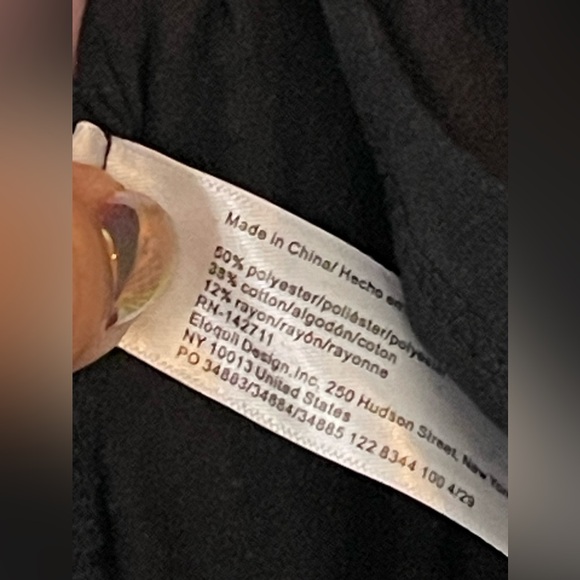 Made in China/ Hecho en
50% polyester/poliéster/polyes
38% cotton/algodón/coton
12% rayon/rayón/rayonne
RN-142711
Eloquii Design,Inc, 250 Hudson Street, New York
NY 10013 United States
PO 34883/34884/34885 122 8344 100 4/29